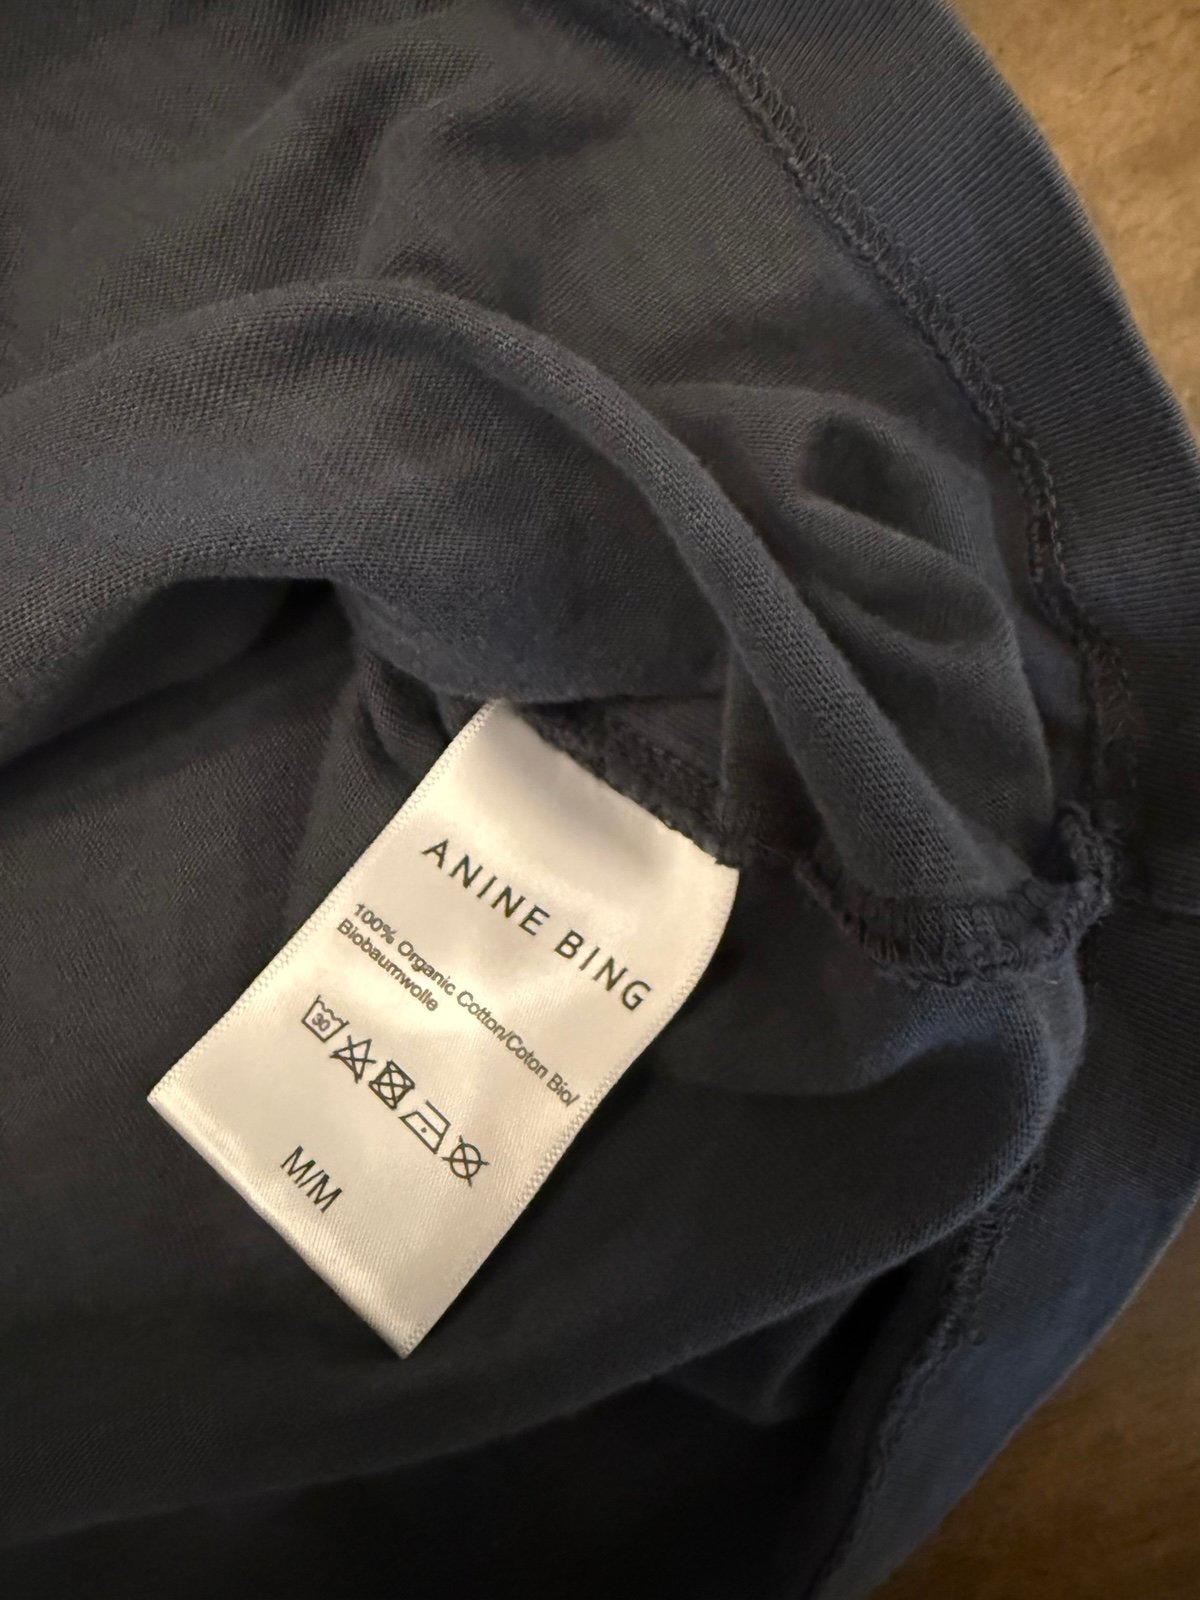 ANINE BING
100% Organic Cotton/Coton Bio/
Biobaumwolle
30
M/M